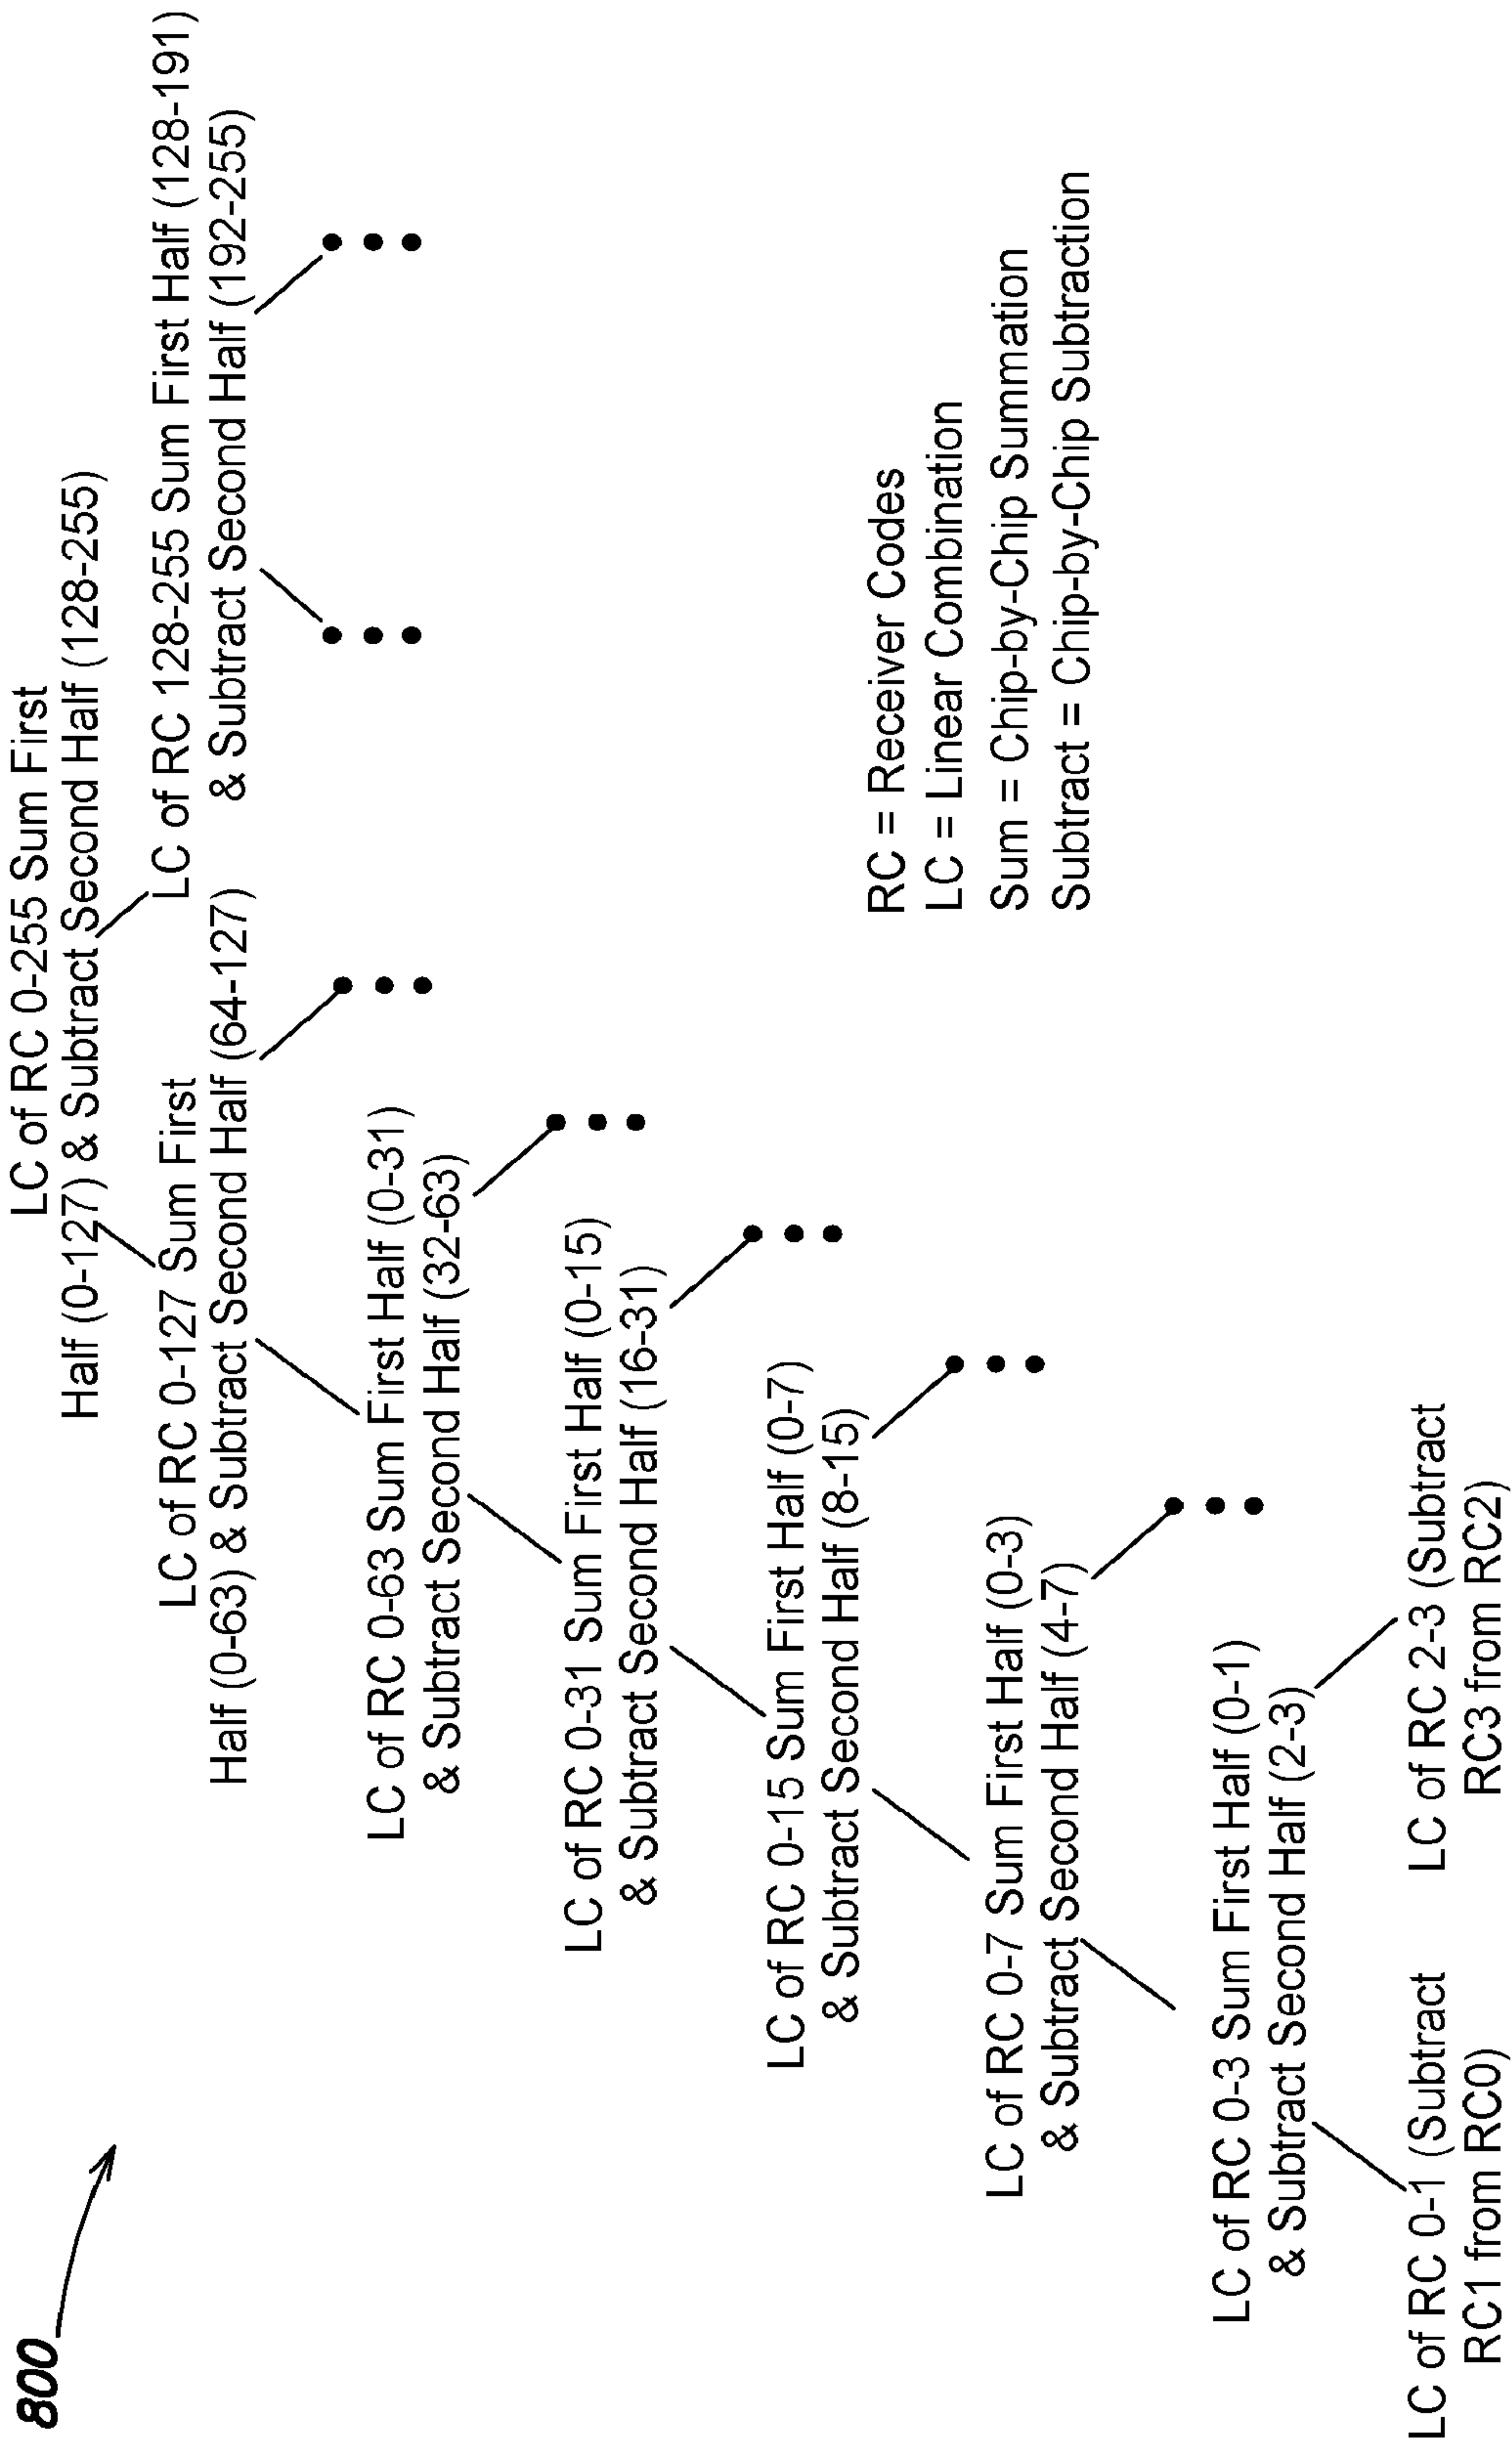 800
LC of RC 0-255 Sum First
Half (0-127) & Subtract Second Half (128-255)
LC of RC 0-127 Sum First
Half (0-63) & Subtract Second Half (64-127)
LC of RC 128-255 Sum First Half (128-191)
& Subtract Second Half (192-255)
LC of RC 0-63 Sum First Half (0-31)
& Subtract Second Half (32-63)
LC of RC 0-31 Sum First Half (0-15)
& Subtract Second Half (16-31)
LC of RC 0-15 Sum First Half (0-7)
& Subtract Second Half (8-15)
LC of RC 0-7 Sum First Half (0-3)
& Subtract Second Half (4-7)
LC of RC 0-3 Sum First Half (0-1)
& Subtract Second Half (2-3)
LC of RC 0-1 (Subtract
RC1 from RC0)
LC of RC 2-3 (Subtract
RC3 from RC2)
RC = Receiver Codes
LC = Linear Combination
Sum = Chip-by-Chip Summation
Subtract = Chip-by-Chip Subtraction